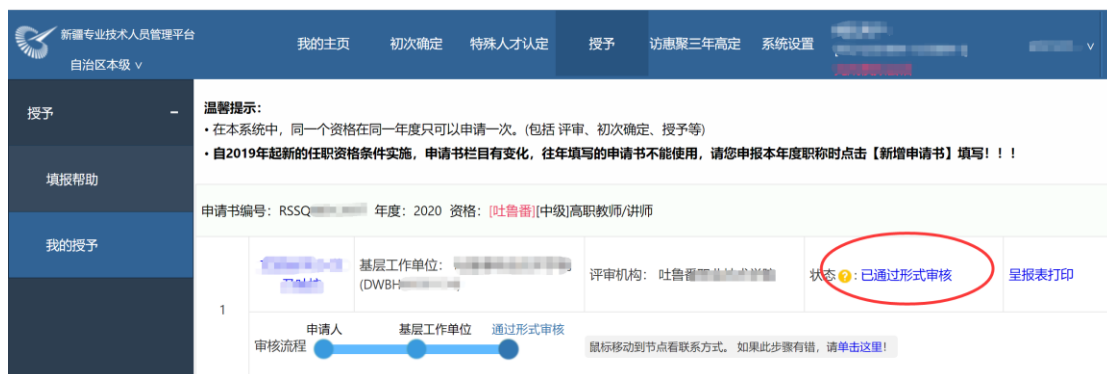 新疆专业技术人员管理平台
自治区本级
我的主页 初次确定 特殊人才认定 授予 访惠聚三年高定 系统设置
授予 -
填报帮助
我的授予
温馨提示：
• 在本系统中，同一个资格在同一年度只可以申请一次。(包括 评审、初次确定、授予等)
• 自2019年起新的任职资格条件实施，申请书栏目有变化，往年填写的申请书不能使用，请您申报本年度职称时点击【新增申请书】填写！！！
申请书编号：RSSQ 年度：2020 资格：[吐鲁番][中级]高职教师/讲师
1
基层工作单位：
(DWBH
评审机构：吐鲁番
状态?：已通过形式审核
呈报表打印
申请人 基层工作单位 通过形式审核
审核流程
鼠标移动到节点看联系方式。 如果此步骤有错，请单击这里!